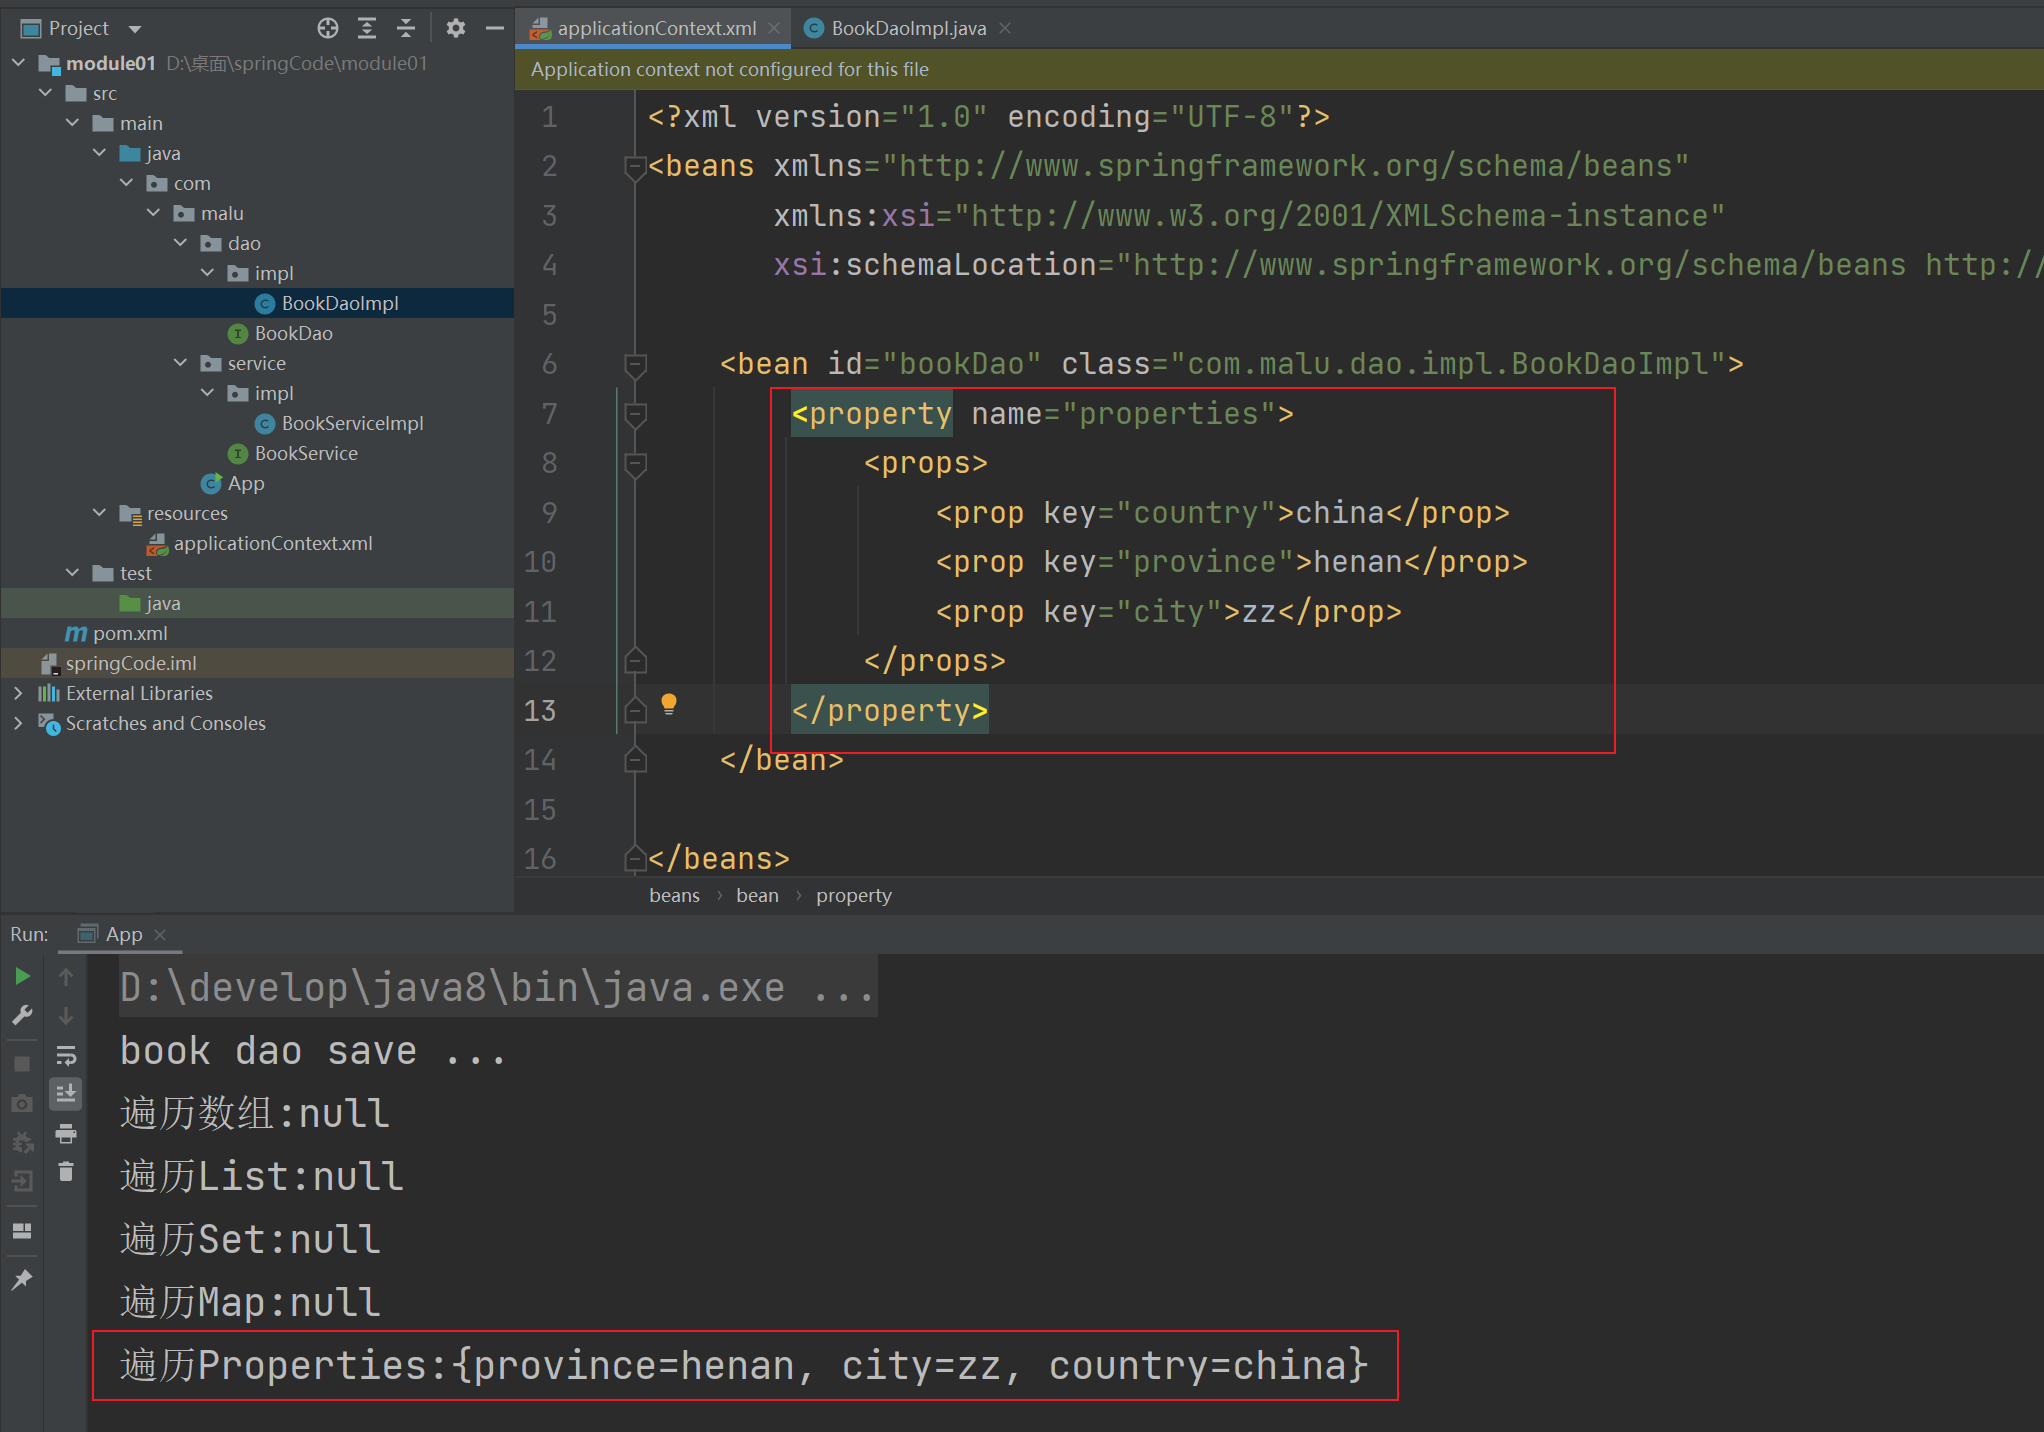 Project
module01 D:\桌面\springCode\module01
src
main
java
com
malu
dao
impl
BookDaoImpl
BookDao
service
impl
BookServiceImpl
BookService
App
resources
applicationContext.xml
test
java
pom.xml
springCode.iml
External Libraries
Scratches and Consoles
applicationContext.xml BookDaoImpl.java
Application context not configured for this file
1 <?xml version="1.0" encoding="UTF-8"?>
2 <beans xmlns="http://www.springframework.org/schema/beans"
3 xmlns:xsi="http://www.w3.org/2001/XMLSchema-instance"
4 xsi:schemaLocation="http://www.springframework.org/schema/beans http://
5
6 <bean id="bookDao" class="com.malu.dao.impl.BookDaoImpl">
7 <property name="properties">
8 <props>
9 <prop key="country">china</prop>
10 <prop key="province">henan</prop>
11 <prop key="city">zz</prop>
12 </props>
13 </property>
14 </bean>
15
16 </beans>
beans › bean › property
Run: App
D:\develop\java8\bin\java.exe ...
book dao save ...
遍历数组:null
遍历List:null
遍历Set:null
遍历Map:null
遍历Properties:{province=henan, city=zz, country=china}